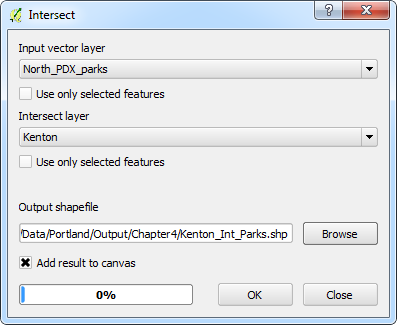 Intersect
Input vector layer
North_PDX_parks
Use only selected features
Intersect layer
Kenton
Use only selected features
Output shapefile
/Data/Portland/Output/Chapter4/Kenton_Int_Parks.shp
Browse
Add result to canvas
0%
OK
Close